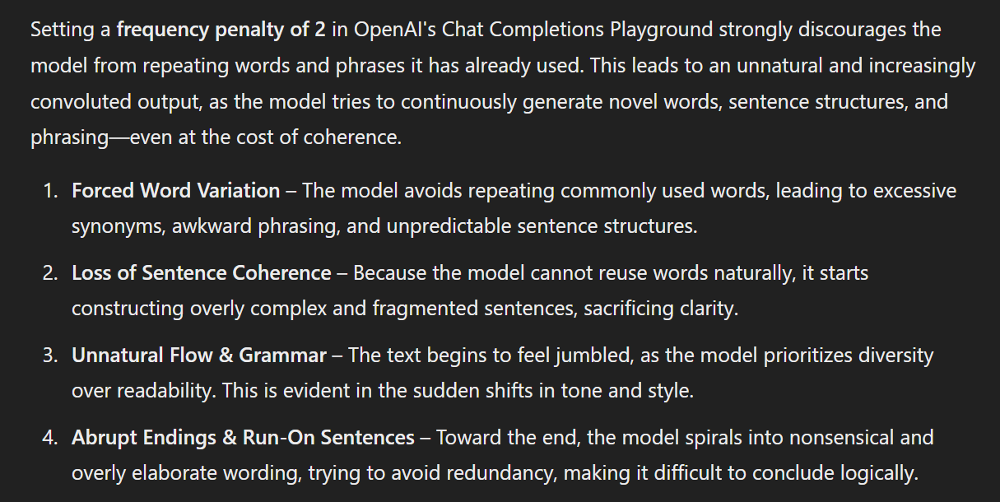 Setting a frequency penalty of 2 in OpenAI's Chat Completions Playground strongly discourages the
model from repeating words and phrases it has already used. This leads to an unnatural and increasingly
convoluted output, as the model tries to continuously generate novel words, sentence structures, and
phrasing—even at the cost of coherence.
1. Forced Word Variation – The model avoids repeating commonly used words, leading to excessive
synonyms, awkward phrasing, and unpredictable sentence structures.
2. Loss of Sentence Coherence – Because the model cannot reuse words naturally, it starts
constructing overly complex and fragmented sentences, sacrificing clarity.
3. Unnatural Flow & Grammar – The text begins to feel jumbled, as the model prioritizes diversity
over readability. This is evident in the sudden shifts in tone and style.
4. Abrupt Endings & Run-On Sentences – Toward the end, the model spirals into nonsensical and
overly elaborate wording, trying to avoid redundancy, making it difficult to conclude logically.